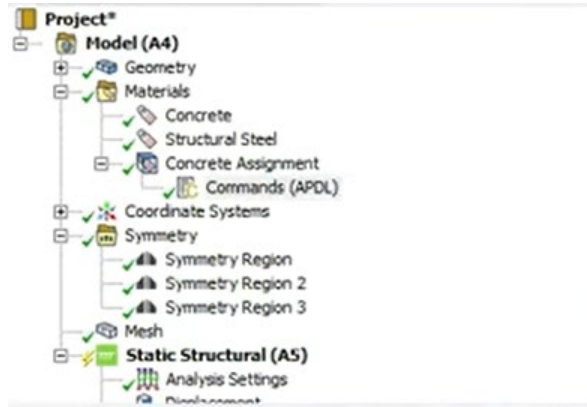 Project*
Model (A4)
Geometry
Materials
Concrete
Structural Steel
Concrete Assignment
Commands (APDL)
Coordinate Systems
Symmetry
Symmetry Region
Symmetry Region 2
Symmetry Region 3
Mesh
Static Structural (A5)
Analysis Settings
Displacement